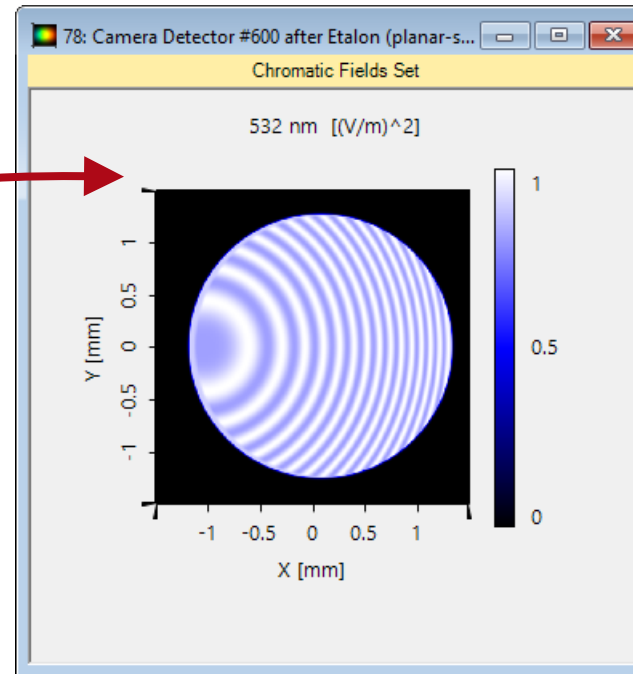 78: Camera Detector #600 after Etalon (planar-s...
Chromatic Fields Set
532 nm [(V/m)^2]
1
0.5
0
Y [mm]
1
0.5
0
-0.5
-1
-1 -0.5 0 0.5 1
X [mm]